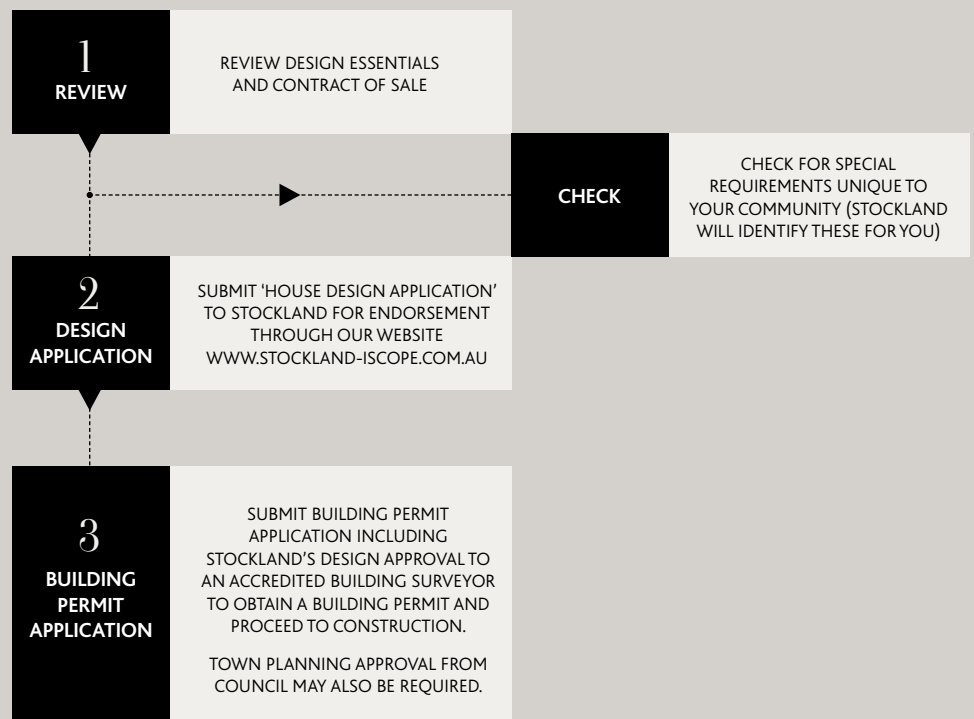 1
REVIEW
REVIEW DESIGN ESSENTIALS
AND CONTRACT OF SALE
CHECK
CHECK FOR SPECIAL
REQUIREMENTS UNIQUE TO
YOUR COMMUNITY (STOCKLAND
WILL IDENTIFY THESE FOR YOU)
2
DESIGN
APPLICATION
SUBMIT ‘HOUSE DESIGN APPLICATION’
TO STOCKLAND FOR ENDORSEMENT
THROUGH OUR WEBSITE
WWW.STOCKLAND-ISCOPE.COM.AU
3
BUILDING
PERMIT
APPLICATION
SUBMIT BUILDING PERMIT
APPLICATION INCLUDING
STOCKLAND’S DESIGN APPROVAL TO
AN ACCREDITED BUILDING SURVEYOR
TO OBTAIN A BUILDING PERMIT AND
PROCEED TO CONSTRUCTION.
TOWN PLANNING APPROVAL FROM
COUNCIL MAY ALSO BE REQUIRED.